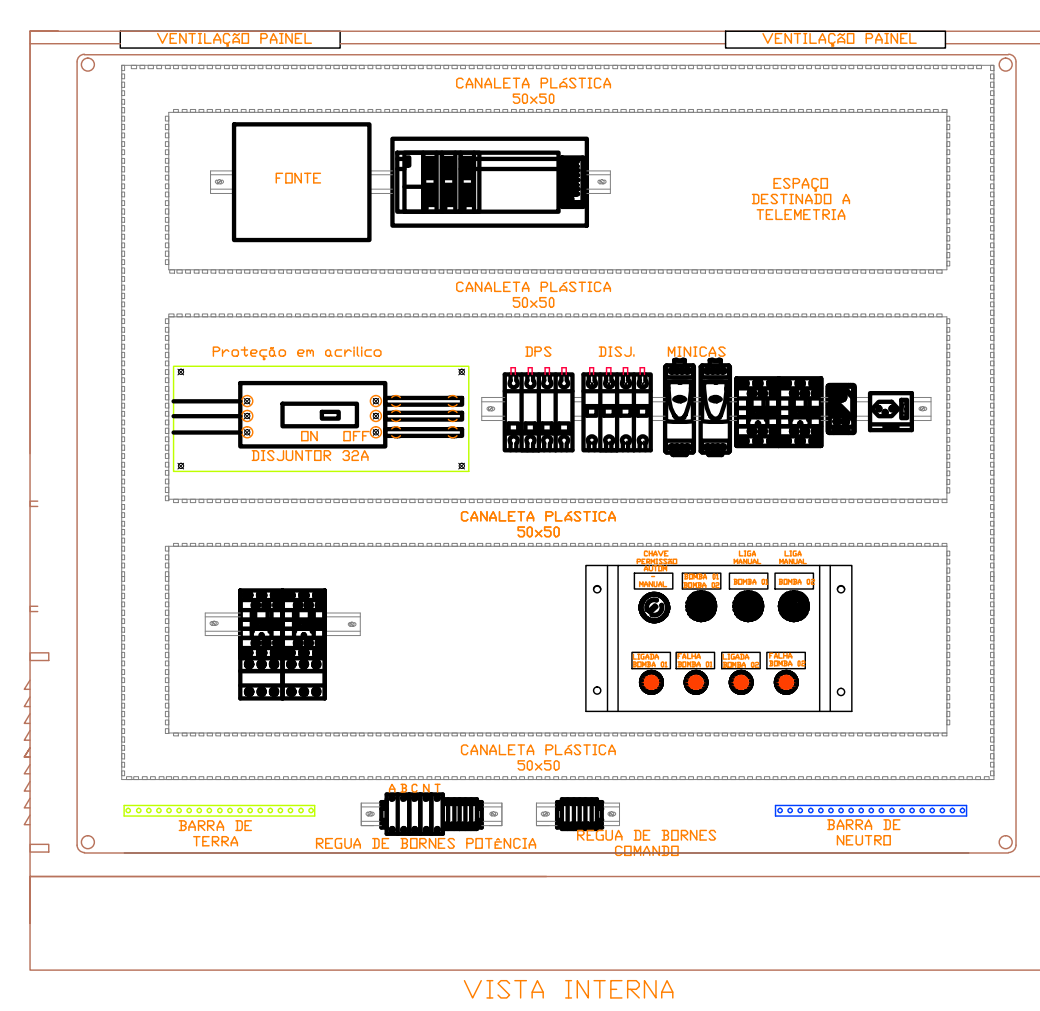 VENTILAÇÃO PAINEL
VENTILAÇÃO PAINEL
CANALETA PLÁSTICA
50x50
FONTE
ESPAÇO
DESTINADO A
TELEMETRIA
CANALETA PLÁSTICA
50x50
Proteção em acrilico
DPS
DISJ.
MINICAS
ON OFF
DISJUNTOR 32A
CANALETA PLÁSTICA
50x50
CHAVE
PERMISSÃO
AUTOM
-
MANUAL
BOMBA 01
BOMBA 02
LIGA
MANUAL
BOMBA 01
LIGA
MANUAL
BOMBA 02
LIGADA
BOMBA 01
FALHA
BOMBA 01
LIGADA
BOMBA 02
FALHA
BOMBA 02
CANALETA PLÁSTICA
50x50
A B C N T
BARRA DE
TERRA
REGUA DE BORNES POTÊNCIA
REGUA DE BORNES
COMANDO
BARRA DE
NEUTRO
VISTA INTERNA